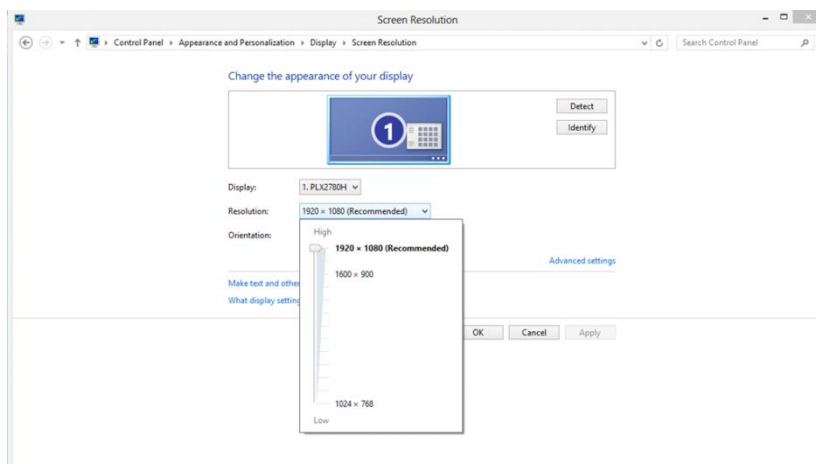 Screen Resolution
Control Panel Appearance and Personalization Display Screen Resolution
Search Control Panel
Change the appearance of your display
1
Detect
Identify
Display: 1. PLX2780H
Resolution: 1920 × 1080 (Recommended)
Orientation:
High
1920 × 1080 (Recommended)
1600 × 900
1024 × 768
Low
Advanced settings
Make text and other
What display setting
OK Cancel Apply